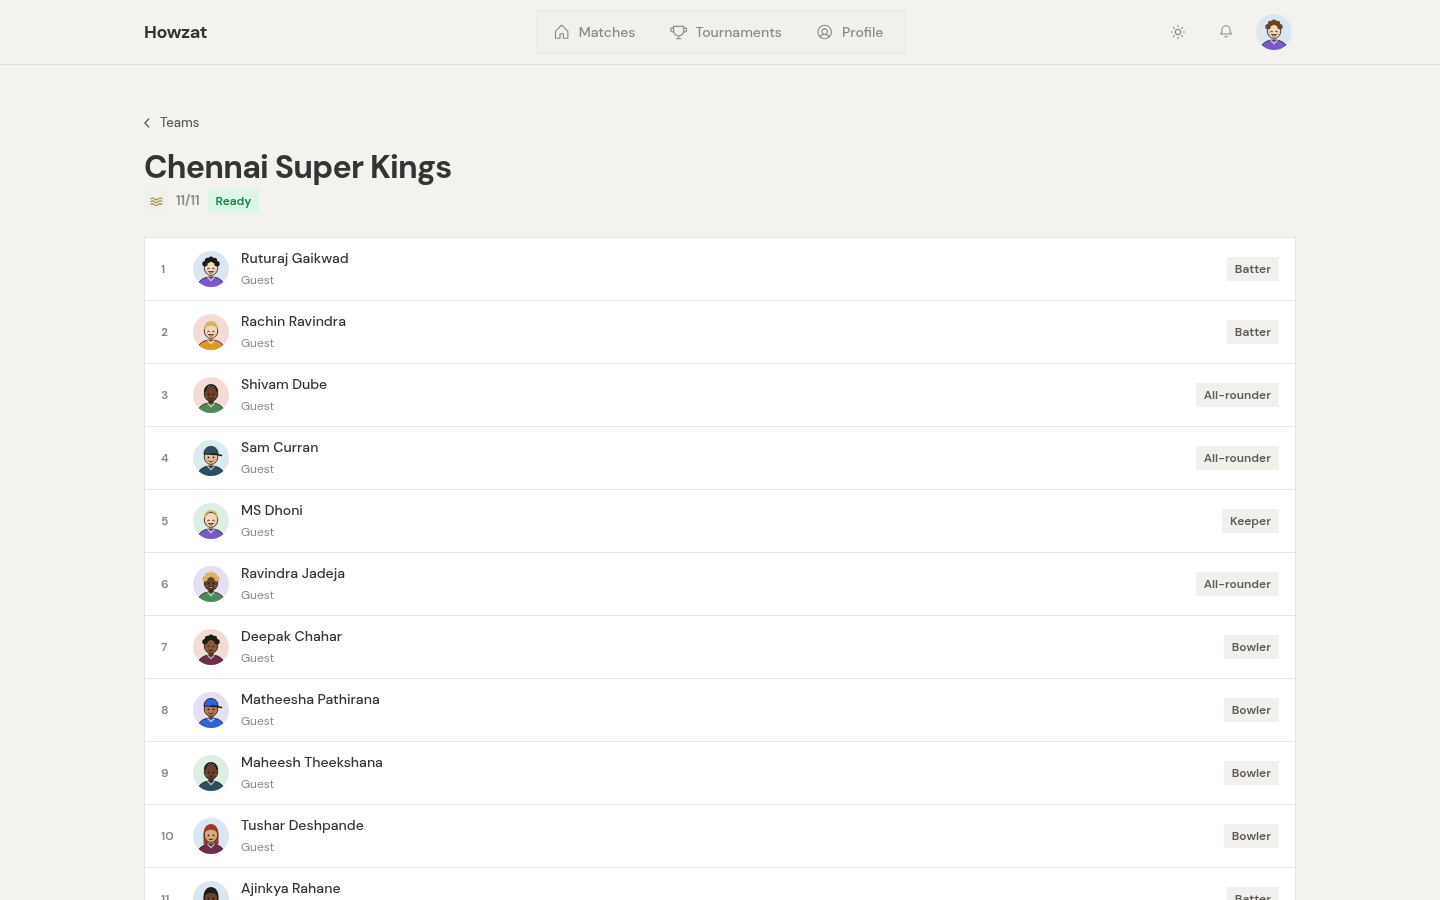 Howzat
Matches
Tournaments
Profile
Teams
Chennai Super Kings
11/11 Ready
1
Ruturaj Gaikwad
Guest
Batter
2
Rachin Ravindra
Guest
Batter
3
Shivam Dube
Guest
All-rounder
4
Sam Curran
Guest
All-rounder
5
MS Dhoni
Guest
Keeper
6
Ravindra Jadeja
Guest
All-rounder
7
Deepak Chahar
Guest
Bowler
8
Matheesha Pathirana
Guest
Bowler
9
Maheesh Theekshana
Guest
Bowler
10
Tushar Deshpande
Guest
Bowler
11
Ajinkya Rahane
Batter